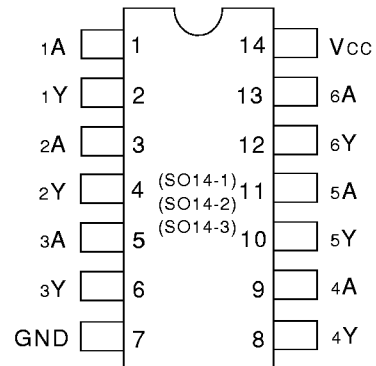 1A 1 14 VCC
1Y 2 13 6A
2A 3 12 6Y
2Y 4 (SO14-1) 11 5A
(SO14-2)
3A 5 (SO14-3) 10 5Y
3Y 6 9 4A
GND 7 8 4Y